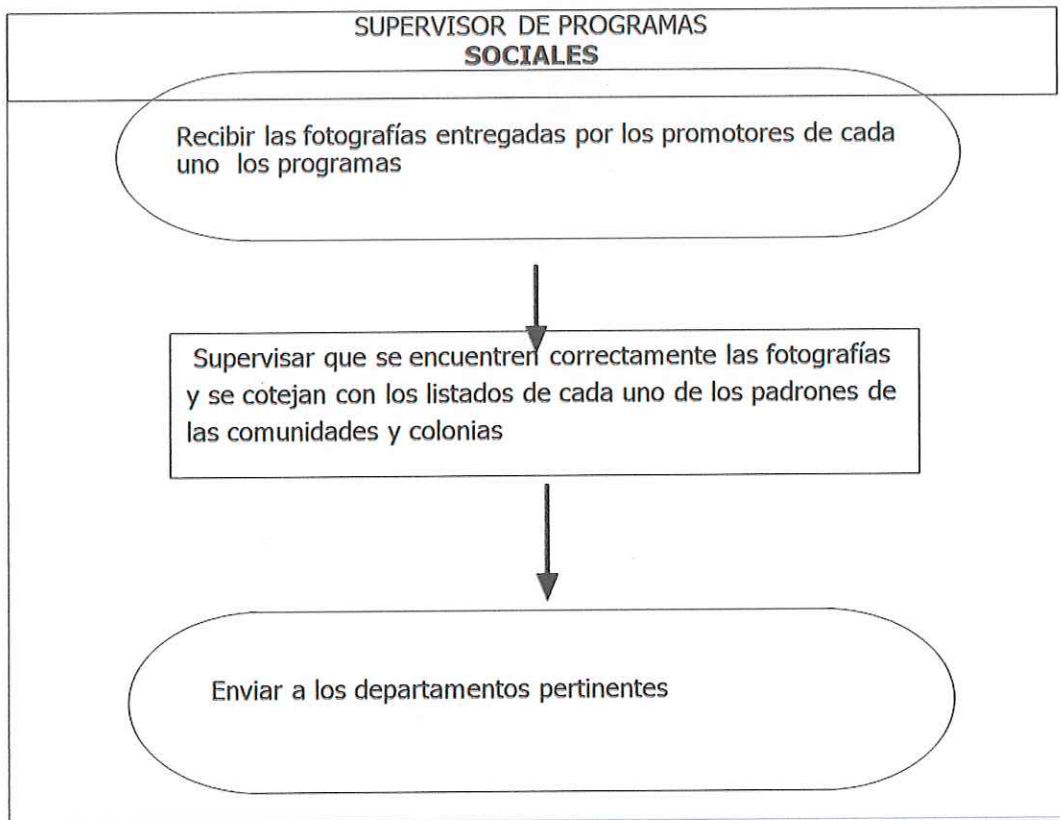 SUPERVISOR DE PROGRAMAS
SOCIALES
Recibir las fotografías entregadas por los promotores de cada
uno los programas
Supervisar que se encuentren correctamente las fotografías
y se cotejan con los listados de cada uno de los padrones de
las comunidades y colonias
Enviar a los departamentos pertinentes